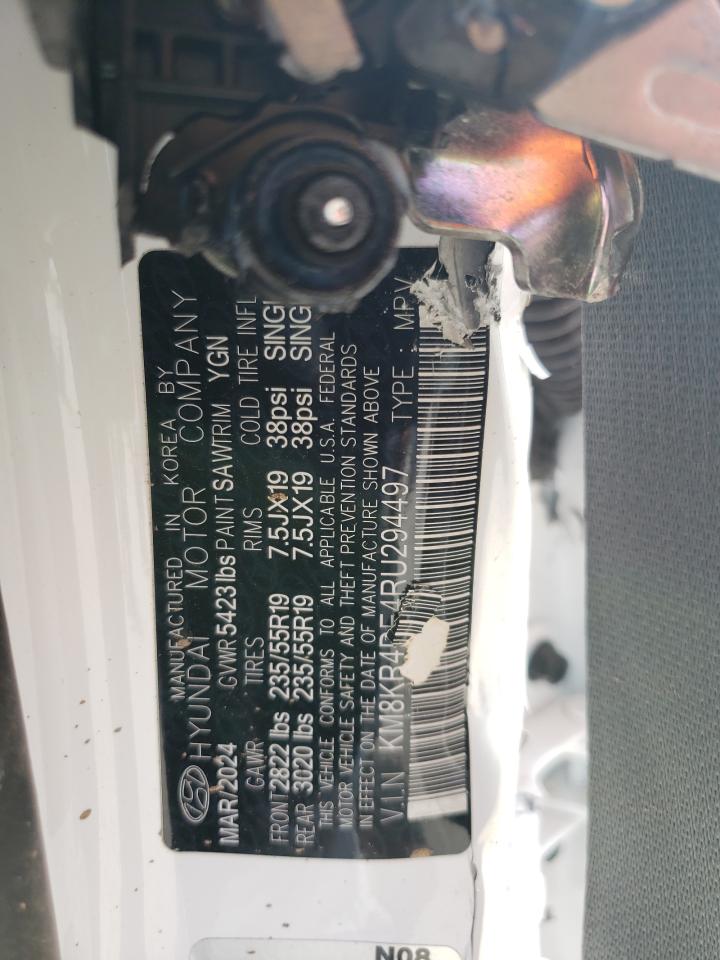 MANUFACTURED IN KOREA BY
HYUNDAI MOTOR COMPANY
MAR/2024 GVWR 5423 lbs PAINT SAW TRIM YGN
GAWR TIRES RIMS COLD TIRE INFL
FRONT 2822 lbs 235/55R19 7.5JX19 38psi SINGL
REAR 3020 lbs 235/55R19 7.5JX19 38psi SING
THIS VEHICLE CONFORMS TO ALL APPLICABLE U.S.A. FEDERAL
MOTOR VEHICLE SAFETY AND THEFT PREVENTION STANDARDS
IN EFFECT ON THE DATE OF MANUFACTURE SHOWN ABOVE
V.I.N KM8KR4DE4RU294497 TYPE : MPV
N08